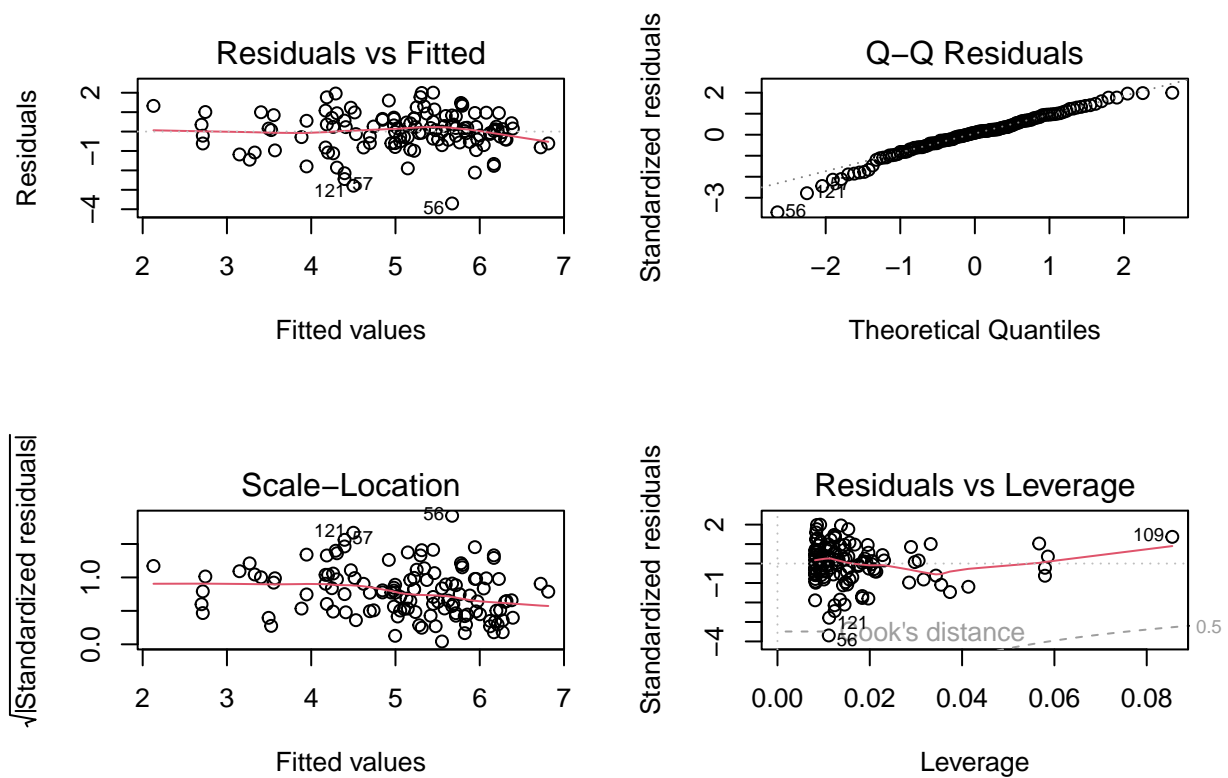 Residuals vs Fitted
Residuals
2
−1
−4
121
57
56
2 3 4 5 6 7
Fitted values
Q−Q Residuals
Standardized residuals
2
0
−3
121
56
−2 −1 0 1 2
Theoretical Quantiles
Scale−Location
√|Standardized residuals|
1.0
0.0
121
57
56
2 3 4 5 6 7
Fitted values
Residuals vs Leverage
Standardized residuals
2
−1
−4
109
121
56
Cook's distance
0.5
0.00 0.02 0.04 0.06 0.08
Leverage